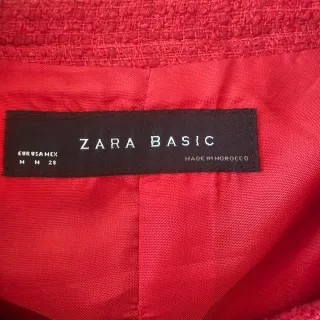 ZARA BASIC
EUR USA MEX
M M 28
MADE IN MOROCCO